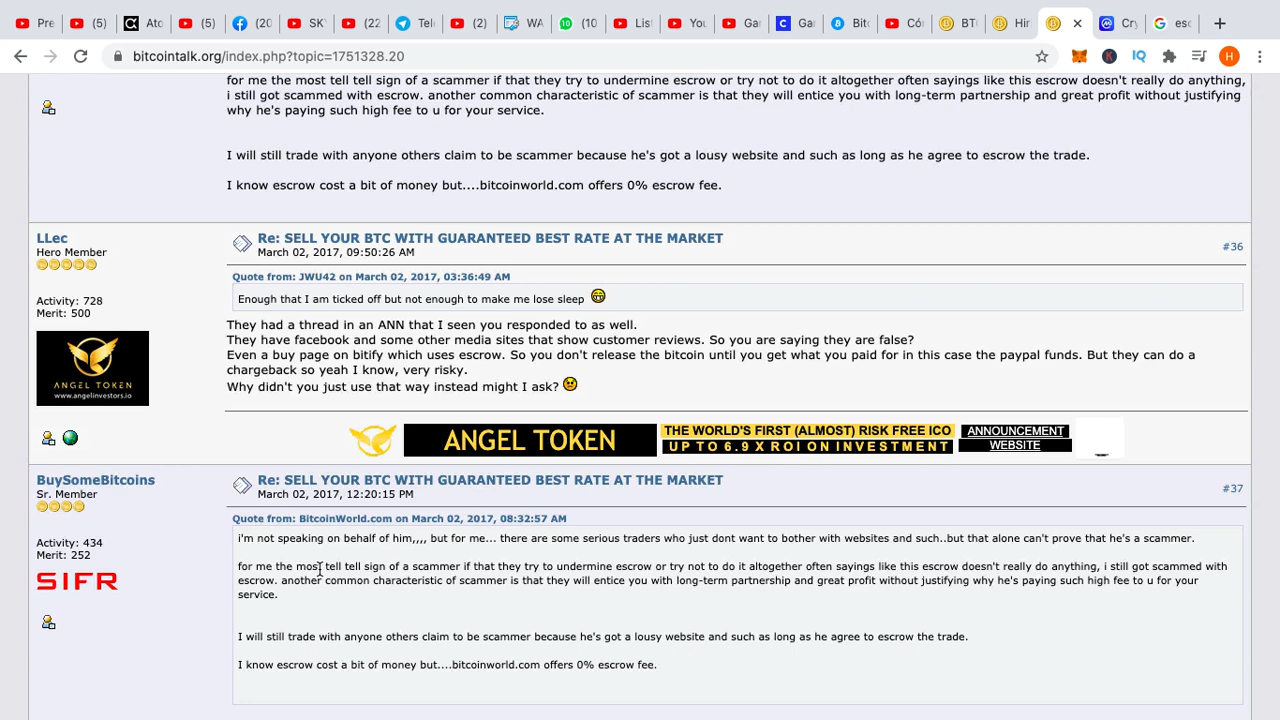 Pre
(5)
Ato
(5)
(20
SK
(22
Tel
(2)
WA
(10
List
You
Gar
Ga
Bit
Có
BT
Hir
Cry
esc
bitcointalk.org/index.php?topic=1751328.20
H
for me the most tell tell sign of a scammer if that they try to undermine escrow or try not to do it altogether often sayings like this escrow doesn't really do anything,
i still got scammed with escrow. another common characteristic of scammer is that they will entice you with long-term partnership and great profit without justifying
why he's paying such high fee to u for your service.
I will still trade with anyone others claim to be scammer because he's got a lousy website and such as long as he agree to escrow the trade.
I know escrow cost a bit of money but....bitcoinworld.com offers 0% escrow fee.
LLec
Hero Member
Activity: 728
Merit: 500
ANGEL TOKEN
www.angelinvestors.io
Re: SELL YOUR BTC WITH GUARANTEED BEST RATE AT THE MARKET
March 02, 2017, 09:50:26 AM
#36
Quote from: JWU42 on March 02, 2017, 03:36:49 AM
Enough that I am ticked off but not enough to make me lose sleep
They had a thread in an ANN that I seen you responded to as well.
They have facebook and some other media sites that show customer reviews. So you are saying they are false?
Even a buy page on bitify which uses escrow. So you don't release the bitcoin until you get what you paid for in this case the paypal funds. But they can do a
chargeback so yeah I know, very risky.
Why didn't you just use that way instead might I ask?
ANGEL TOKEN
THE WORLD'S FIRST (ALMOST) RISK FREE ICO
UP TO 6.9 X ROI ON INVESTMENT
ANNOUNCEMENT
WEBSITE
BuySomeBitcoins
Sr. Member
Activity: 434
Merit: 252
SIFR
Re: SELL YOUR BTC WITH GUARANTEED BEST RATE AT THE MARKET
March 02, 2017, 12:20:15 PM
#37
Quote from: BitcoinWorld.com on March 02, 2017, 08:32:57 AM
i'm not speaking on behalf of him,,,, but for me... there are some serious traders who just dont want to bother with websites and such..but that alone can't prove that he's a scammer.
for me the most tell tell sign of a scammer if that they try to undermine escrow or try not to do it altogether often sayings like this escrow doesn't really do anything, i still got scammed with
escrow. another common characteristic of scammer is that they will entice you with long-term partnership and great profit without justifying why he's paying such high fee to u for your
service.
I will still trade with anyone others claim to be scammer because he's got a lousy website and such as long as he agree to escrow the trade.
I know escrow cost a bit of money but....bitcoinworld.com offers 0% escrow fee.